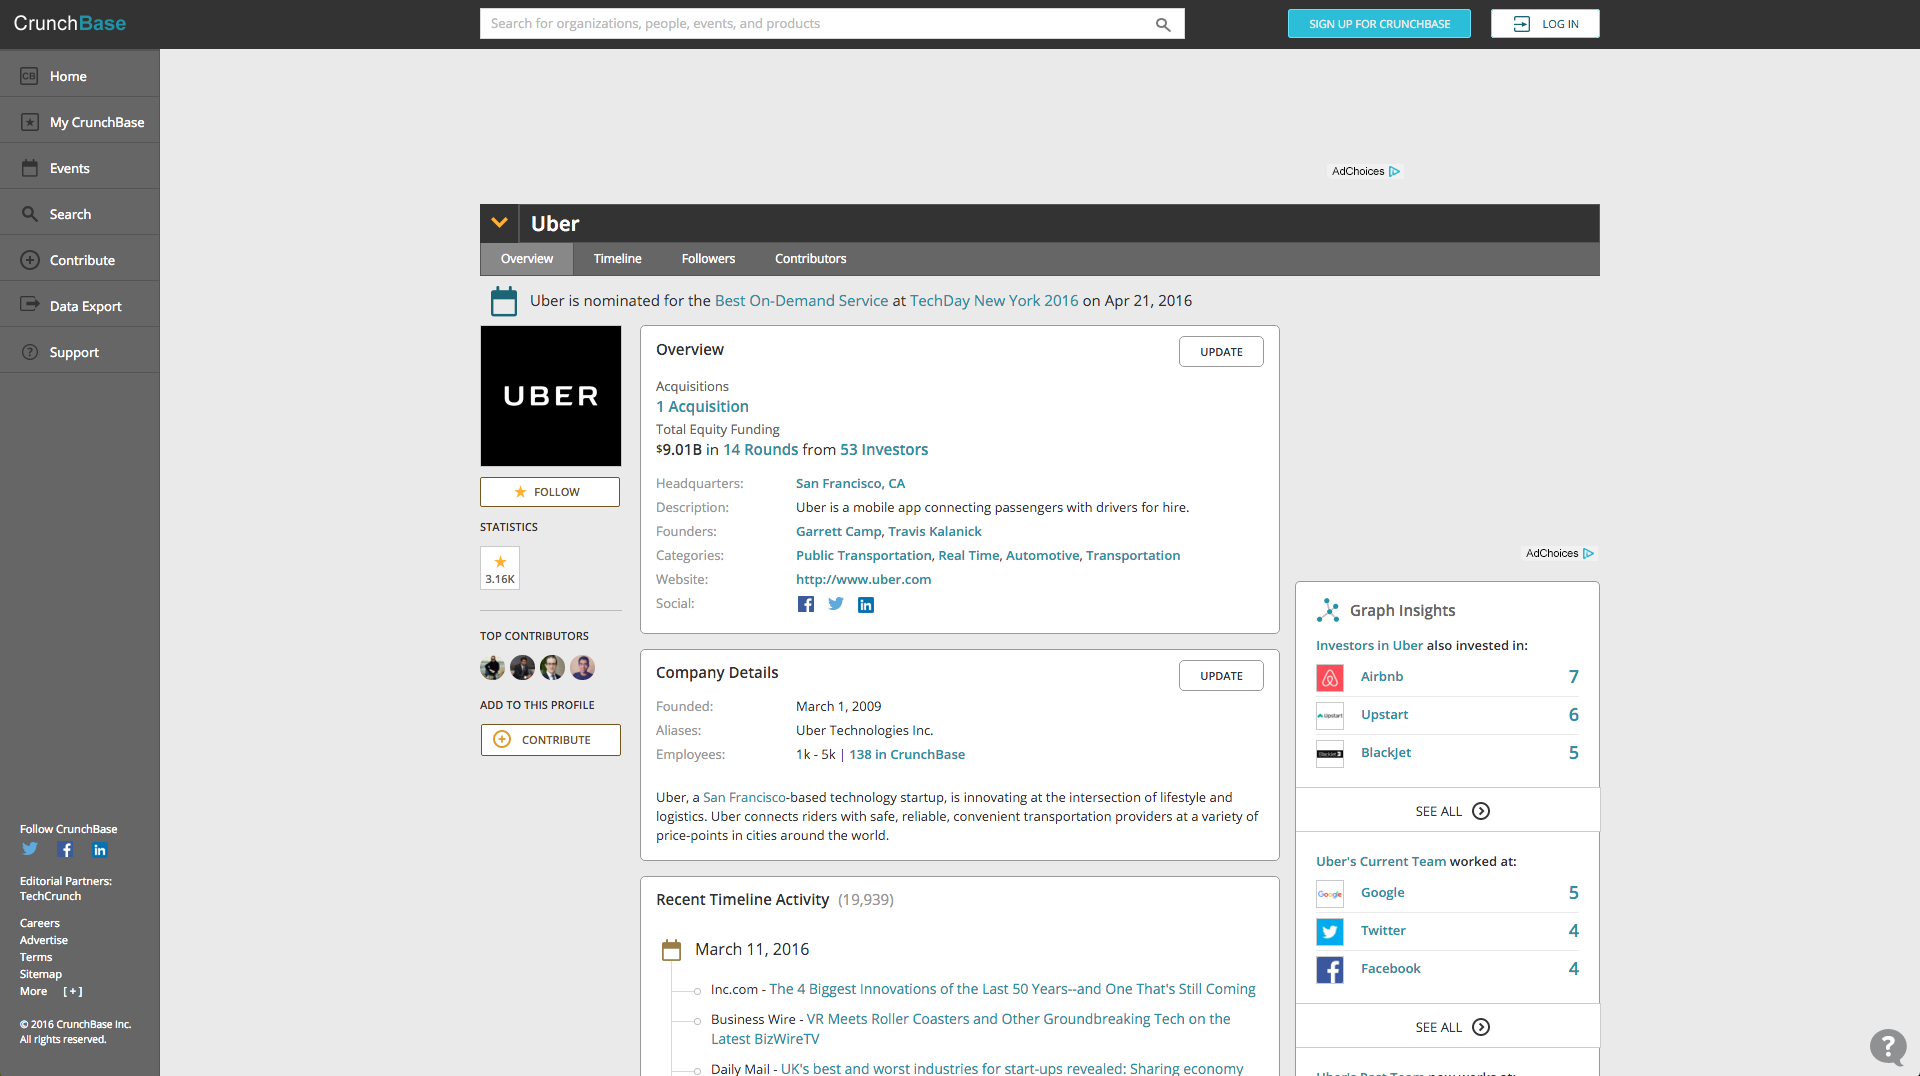 CrunchBase
Search for organizations, people, events, and products
SIGN UP FOR CRUNCHBASE
LOG IN
CB Home
My CrunchBase
Events
Search
Contribute
Data Export
Support
Follow CrunchBase
Editorial Partners:
TechCrunch
Careers
Advertise
Terms
Sitemap
More [+]
© 2016 CrunchBase Inc.
All rights reserved.
AdChoices
Uber
Overview Timeline Followers Contributors
Uber is nominated for the Best On-Demand Service at TechDay New York 2016 on Apr 21, 2016
UBER
FOLLOW
STATISTICS
3.16K
TOP CONTRIBUTORS
ADD TO THIS PROFILE
CONTRIBUTE
Overview
UPDATE
Acquisitions
1 Acquisition
Total Equity Funding
$9.01B in 14 Rounds from 53 Investors
Headquarters: San Francisco, CA
Description: Uber is a mobile app connecting passengers with drivers for hire.
Founders: Garrett Camp, Travis Kalanick
Categories: Public Transportation, Real Time, Automotive, Transportation
Website: http://www.uber.com
Social:
Company Details
UPDATE
Founded: March 1, 2009
Aliases: Uber Technologies Inc.
Employees: 1k - 5k | 138 in CrunchBase
Uber, a San Francisco-based technology startup, is innovating at the intersection of lifestyle and
logistics. Uber connects riders with safe, reliable, convenient transportation providers at a variety of
price-points in cities around the world.
Recent Timeline Activity (19,939)
March 11, 2016
Inc.com - The 4 Biggest Innovations of the Last 50 Years--and One That's Still Coming
Business Wire - VR Meets Roller Coasters and Other Groundbreaking Tech on the
Latest BizWireTV
Daily Mail - UK's best and worst industries for start-ups revealed: Sharing economy
AdChoices
Graph Insights
Investors in Uber also invested in:
Airbnb 7
Upstart Upstart 6
BlackJet BlackJet 5
SEE ALL
Uber's Current Team worked at:
Google Google 5
Twitter 4
Facebook 4
SEE ALL
Uber's Past Team now works at: